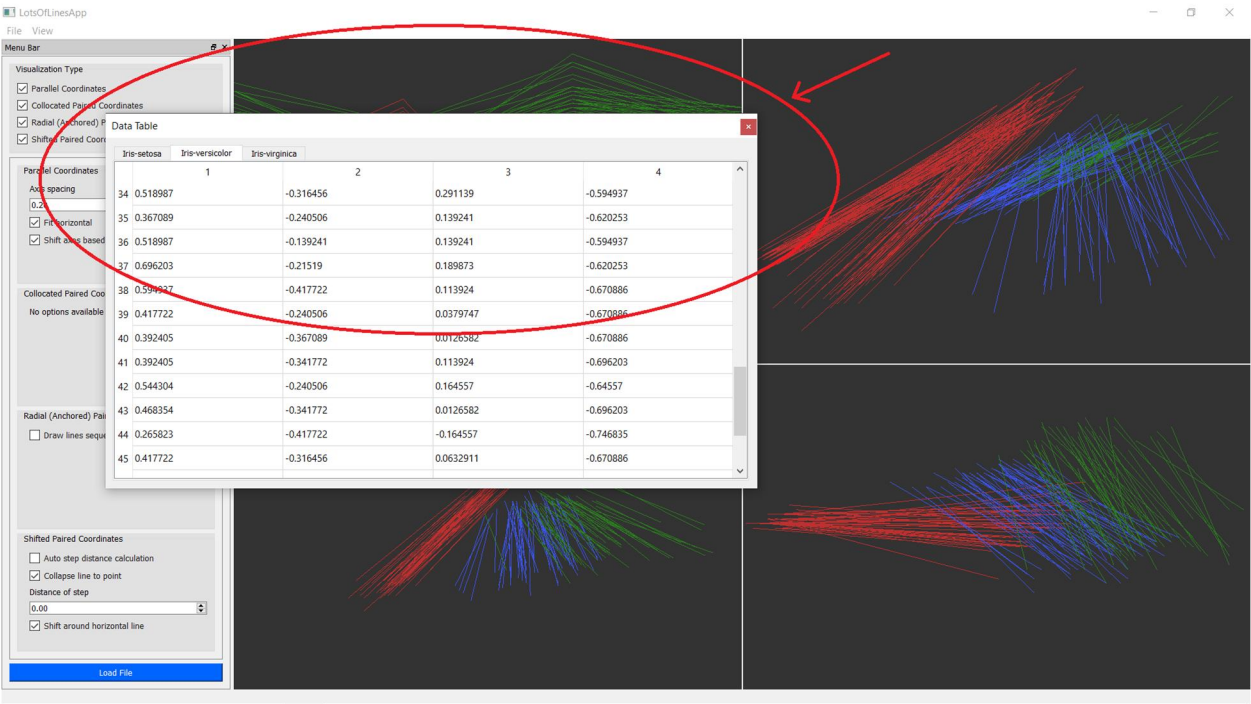 LotsOfLinesApp
File View
Menu Bar
Visualization Type
Parallel Coordinates
Collocated Paired Coordinates
Radial (Anchored) P
Shifted Paired Coor
Parallel Coordinates
Axis spacing
Fit horizontal
Shift axes based
Collocated Paired Coo
No options available
Radial (Anchored) Pai
Draw lines seque
Shifted Paired Coordinates
Auto step distance calculation
Collapse line to point
Distance of step
0.00
Shift around horizontal line
Load File
Data Table
Iris-setosa Iris-versicolor Iris-virginica
1 2 3 4
34 0.518987 -0.316456 0.291139 -0.594937
35 0.367089 -0.240506 0.139241 -0.620253
36 0.518987 -0.139241 0.139241 -0.594937
37 0.696203 -0.21519 0.189873 -0.620253
38 0.594937 -0.417722 0.113924 -0.670886
39 0.417722 -0.240506 0.0379747 -0.670886
40 0.392405 -0.367089 0.0126582 -0.670886
41 0.392405 -0.341772 0.113924 -0.696203
42 0.544304 -0.240506 0.164557 -0.64557
43 0.468354 -0.341772 0.0126582 -0.696203
44 0.265823 -0.417722 -0.164557 -0.746835
45 0.417722 -0.316456 0.0632911 -0.670886